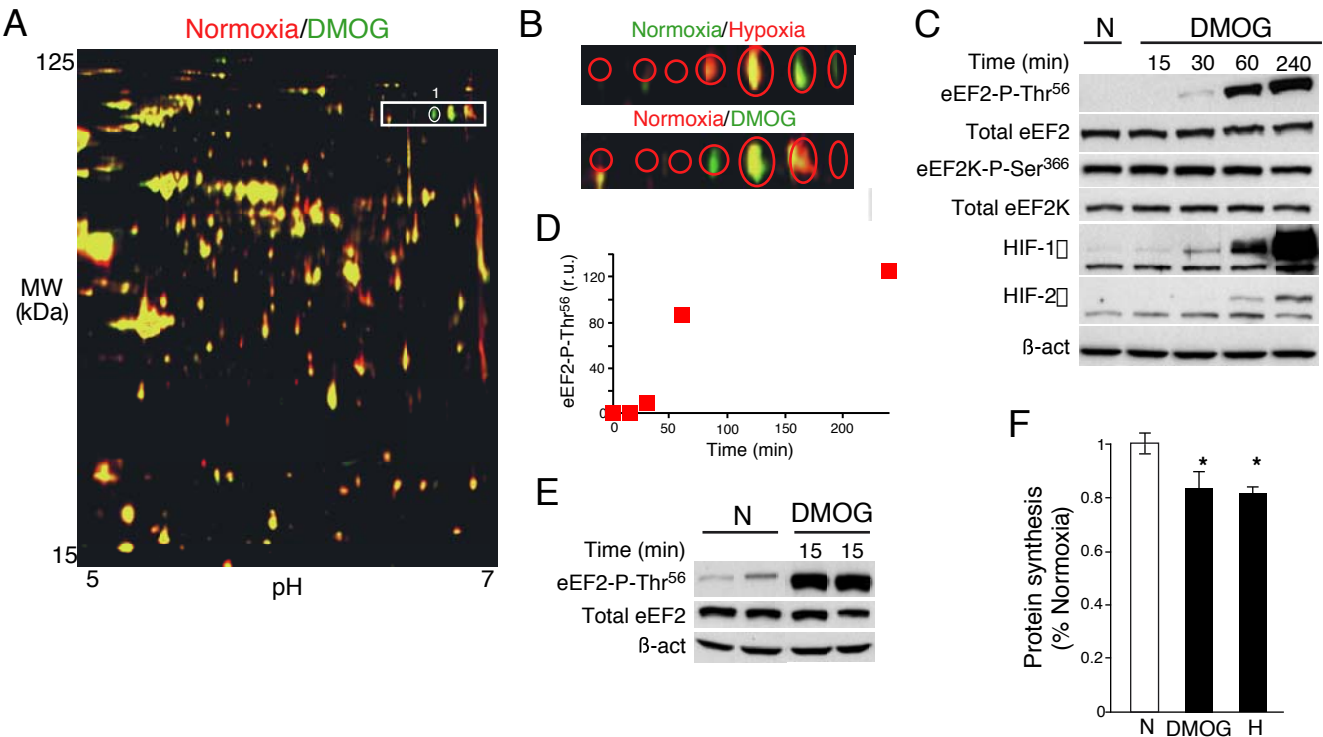 A
Normoxia/DMOG
125
1
MW
(kDa)
15
5
pH
7
B
Normoxia/Hypoxia
Normoxia/DMOG
C
N
DMOG
Time (min)
15 30 60 240
eEF2-P-Thr56
Total eEF2
eEF2K-P-Ser366
Total eEF2K
HIF-1▯
HIF-2▯
ß-act
D
eEF2-P-Thr56 (r.u.)
120
80
40
0
0 50 100 150 200
Time (min)
E
N
DMOG
Time (min)
15 15
eEF2-P-Thr56
Total eEF2
ß-act
F
Protein synthesis
(% Normoxia)
1
0.8
0.6
0.4
0.2
0
* *
N DMOG H